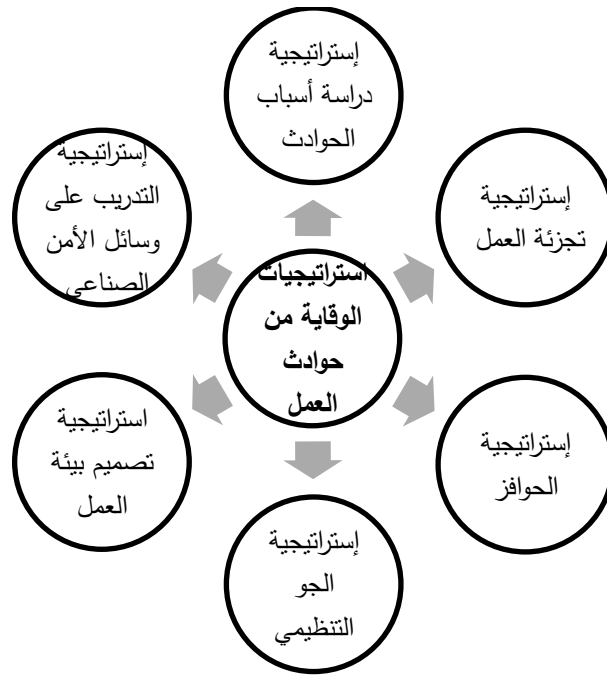 إستراتيجية
دراسة أسباب
الحوادث
إستراتيجية
تجزئة العمل
إستراتيجية
الحوافز
إستراتيجية
الجو
التنظيمي
استراتيجية
تصميم بيئة
العمل
إستراتيجية
التدريب على
وسائل الأمن
الصناعي
استراتيجيات
الوقاية من
حوادث
العمل